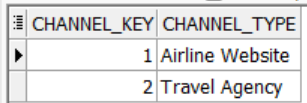 CHANNEL_KEY CHANNEL_TYPE
1 Airline Website
2 Travel Agency